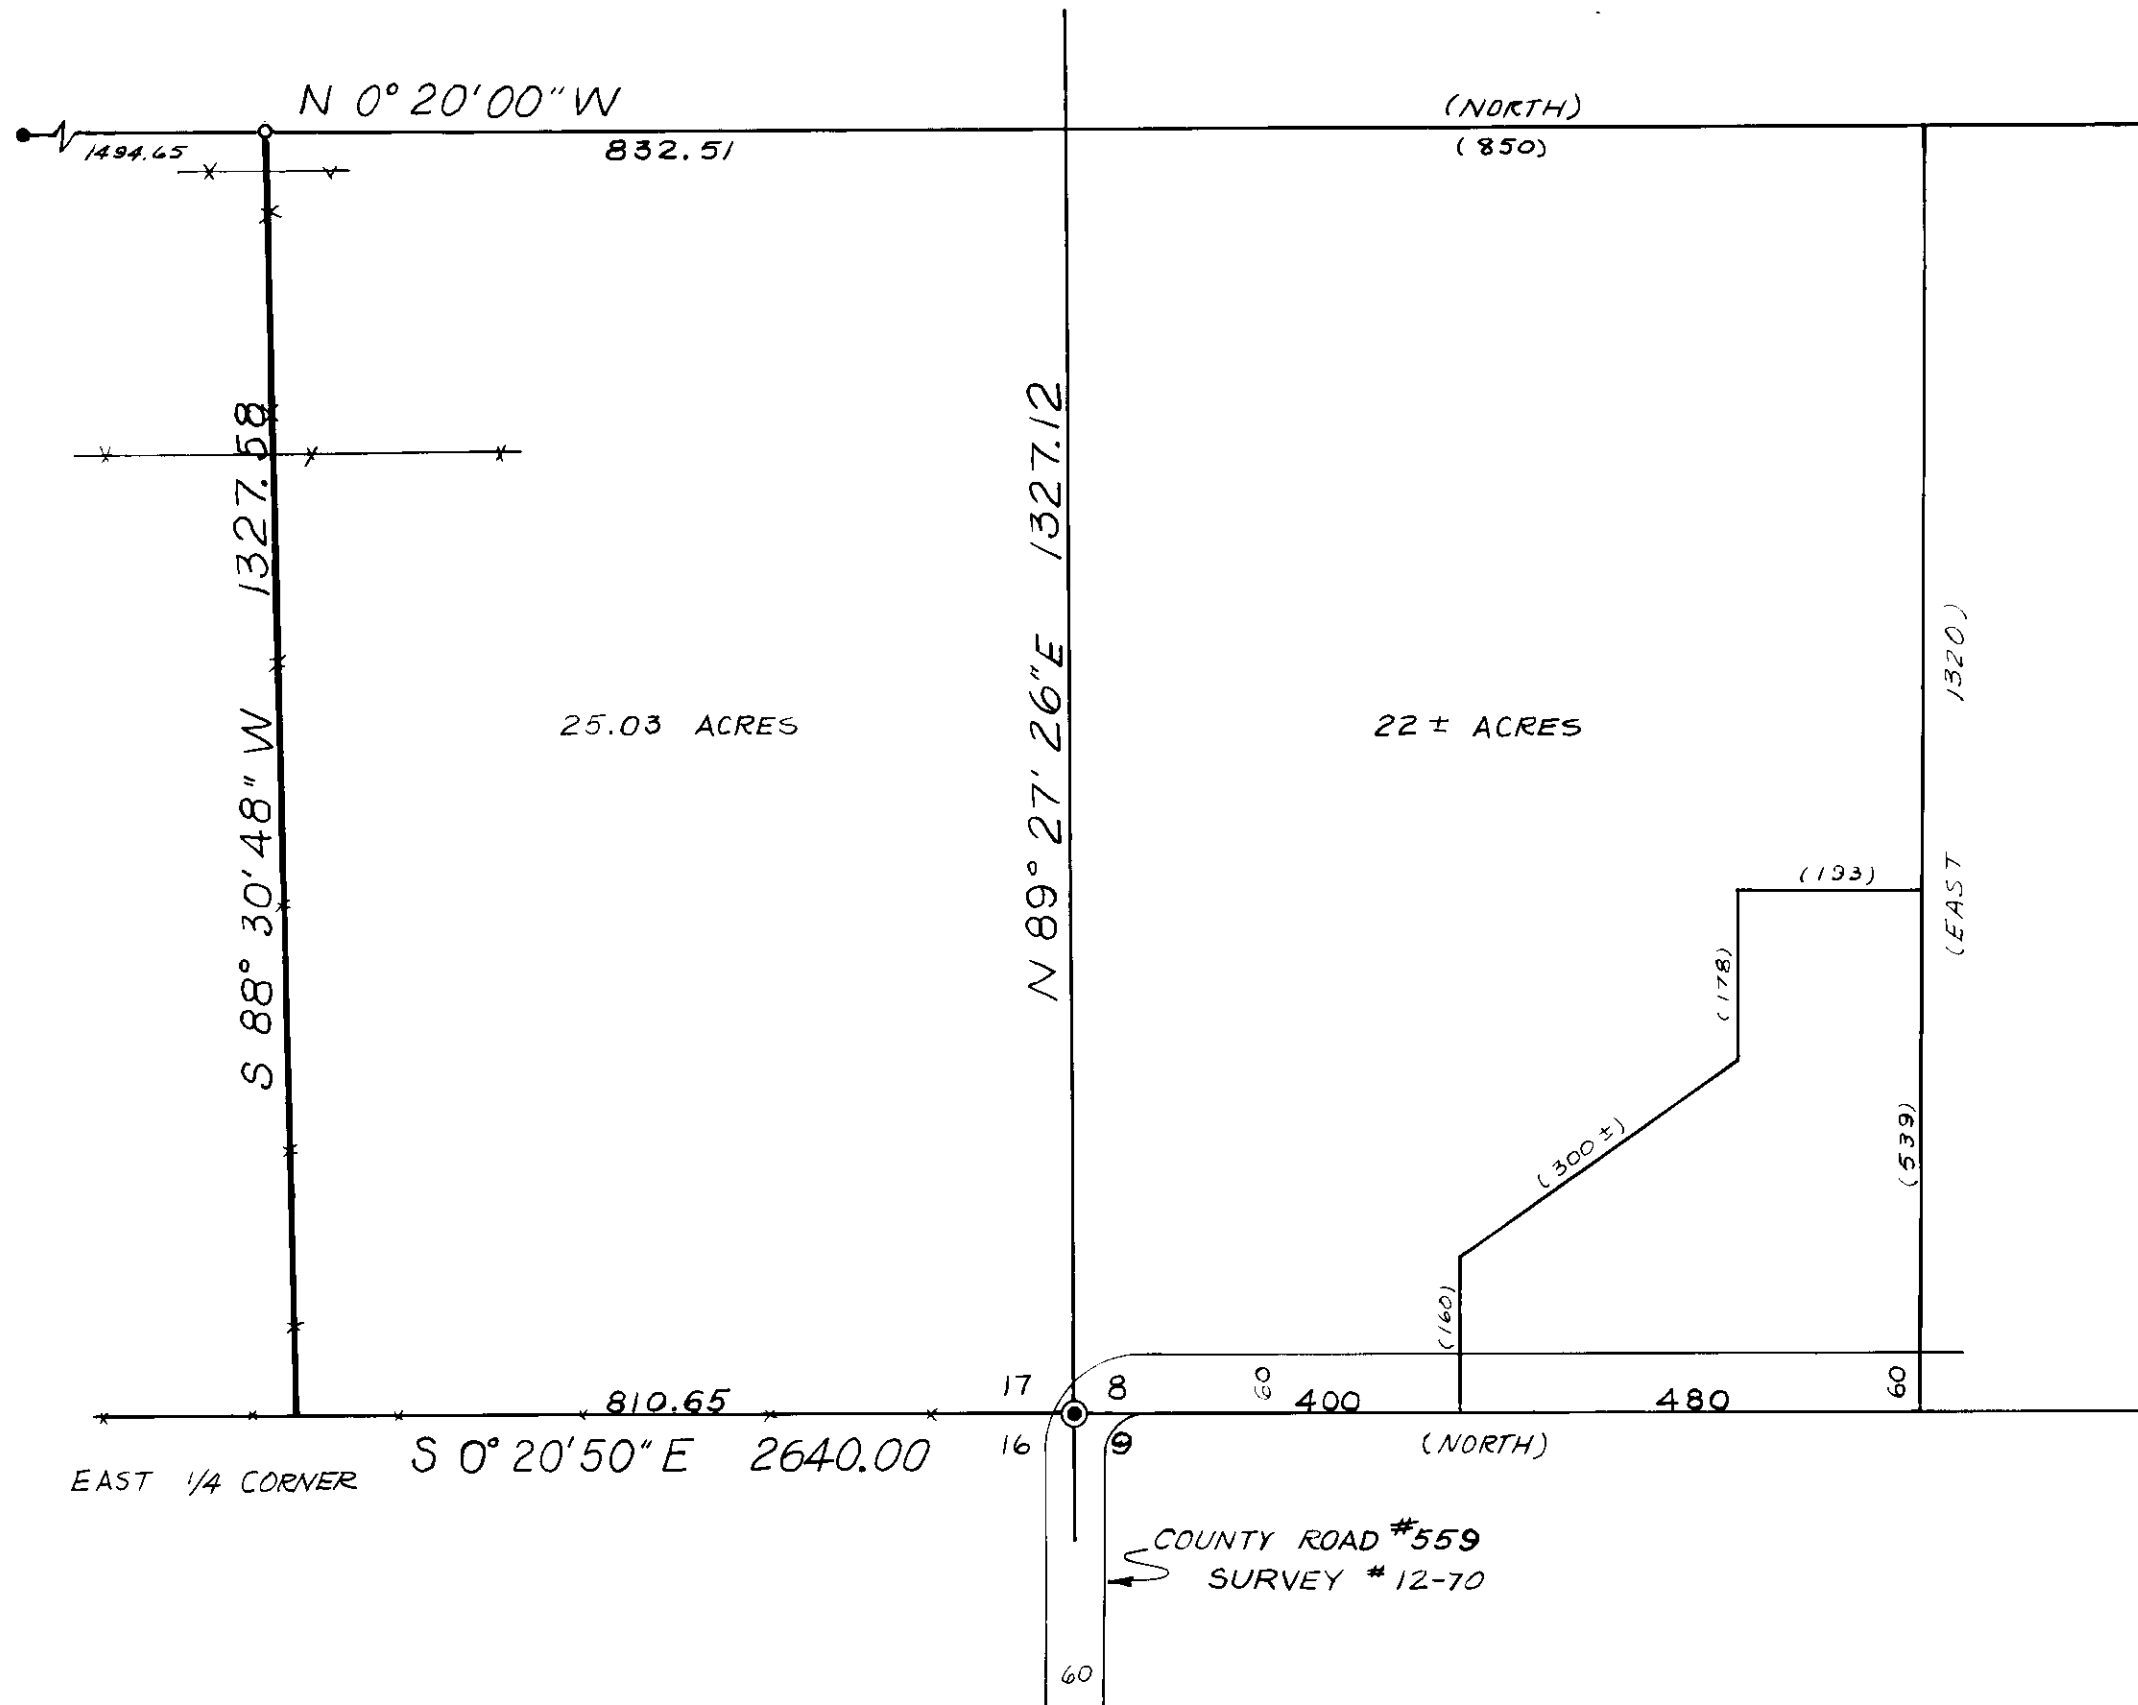 N 0° 20' 00" W
(NORTH)
1494.65
832.51
(850)
S 88° 30' 48" W 1327.58
N 89° 27' 26" E 1327.12
(EAST 1320)
25.03 ACRES
22 ± ACRES
(193)
(178)
(300 ±)
(539)
(160)
17
8
60
60
810.65
400
480
S 0° 20' 50" E 2640.00
16
9
(NORTH)
EAST 1/4 CORNER
COUNTY ROAD #559
SURVEY # 12-70
60